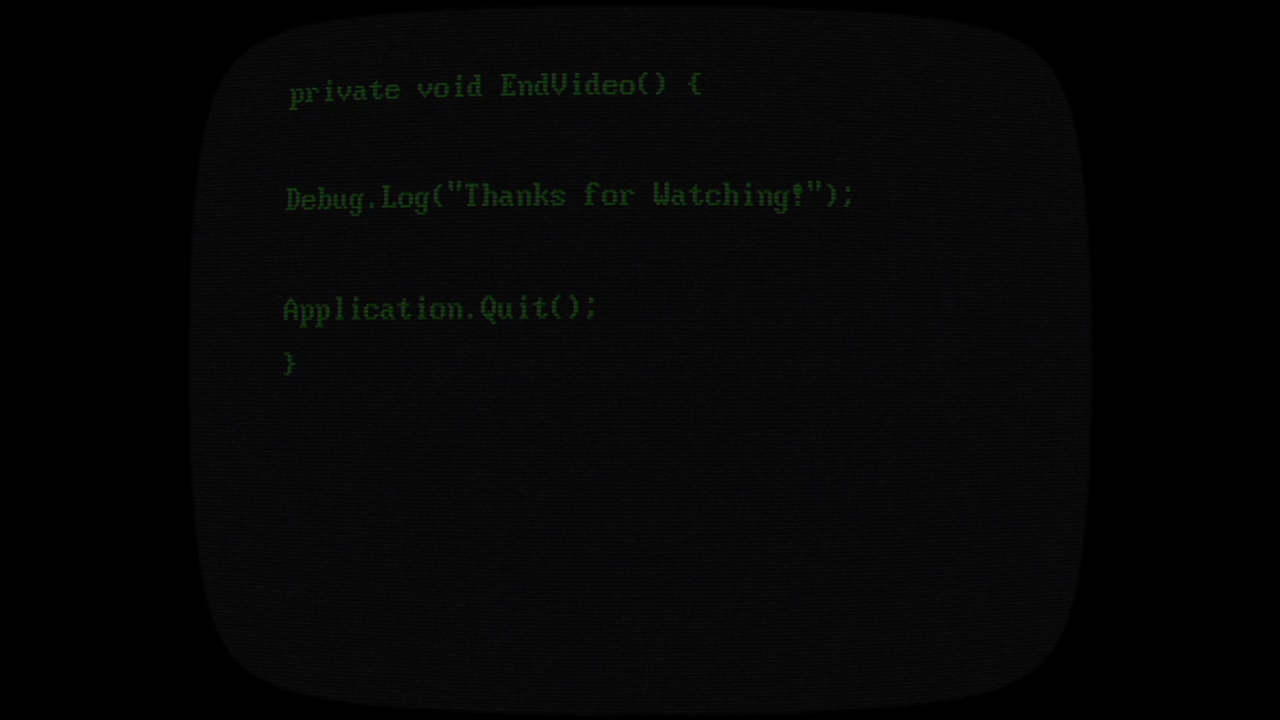 private void EndVideo() {
Debug.Log("Thanks for Watching!");
Application.Quit();
}